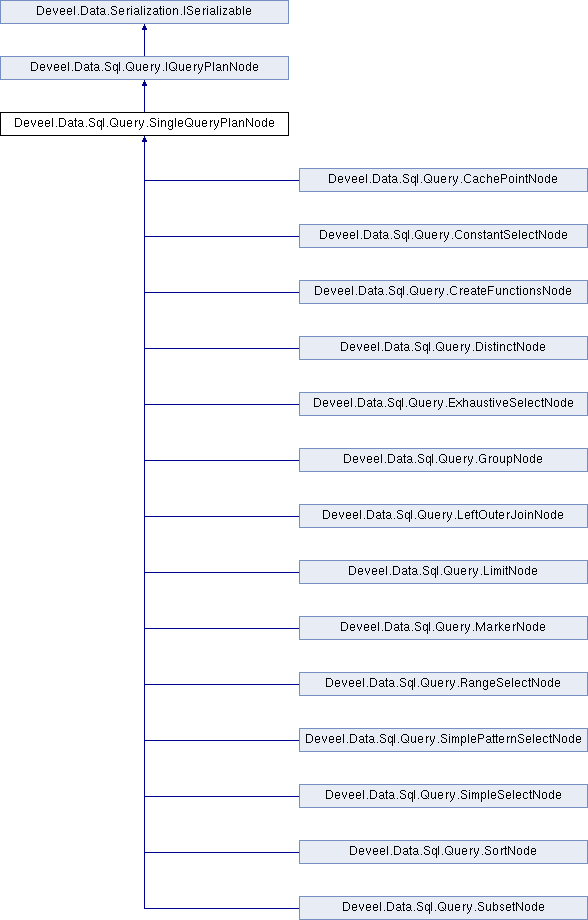 Deveel.Data.Serialization.ISerializable
Deveel.Data.Sql.Query.IQueryPlanNode
Deveel.Data.Sql.Query.SingleQueryPlanNode
Deveel.Data.Sql.Query.CachePointNode
Deveel.Data.Sql.Query.ConstantSelectNode
Deveel.Data.Sql.Query.CreateFunctionsNode
Deveel.Data.Sql.Query.DistinctNode
Deveel.Data.Sql.Query.ExhaustiveSelectNode
Deveel.Data.Sql.Query.GroupNode
Deveel.Data.Sql.Query.LeftOuterJoinNode
Deveel.Data.Sql.Query.LimitNode
Deveel.Data.Sql.Query.MarkerNode
Deveel.Data.Sql.Query.RangeSelectNode
Deveel.Data.Sql.Query.SimplePatternSelectNode
Deveel.Data.Sql.Query.SimpleSelectNode
Deveel.Data.Sql.Query.SortNode
Deveel.Data.Sql.Query.SubsetNode